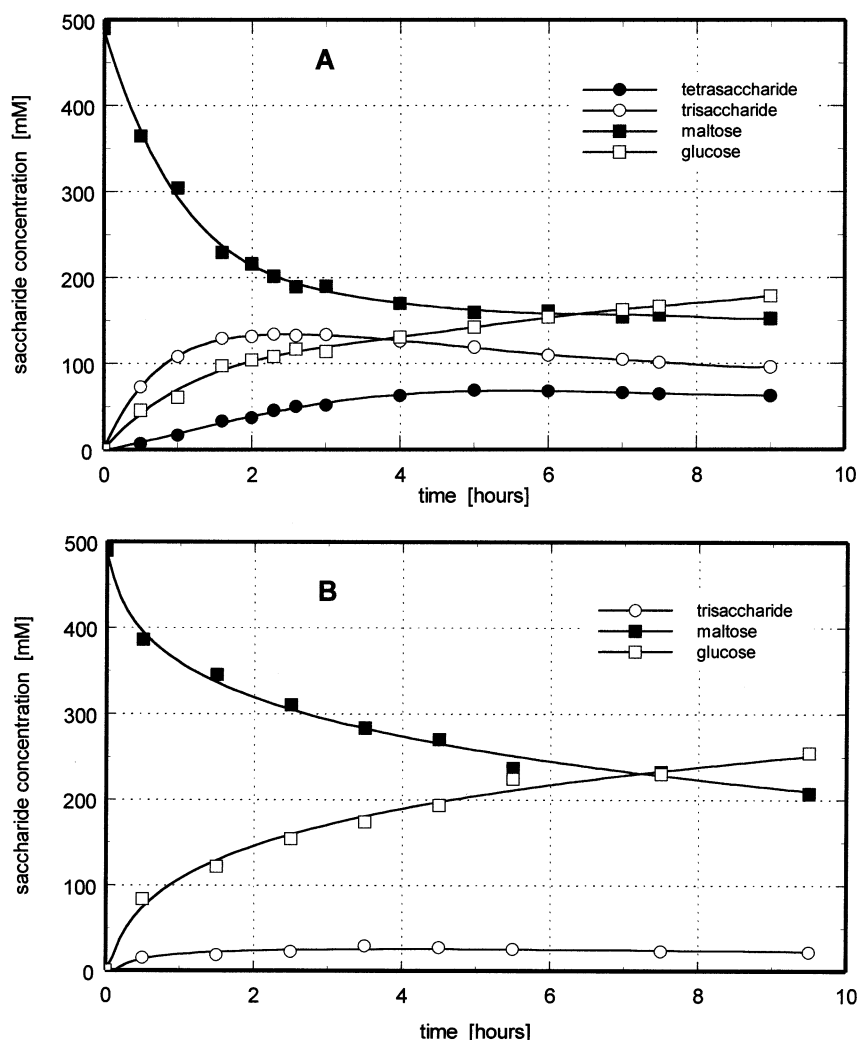 500
A
tetrasaccharide
400
trisaccharide
maltose
glucose
300
200
100
0
0 2 4 6 8 10
saccharide concentration [mM]
time [hours]
500
B
trisaccharide
400
maltose
glucose
300
200
100
0
0 2 4 6 8 10
saccharide concentration [mM]
time [hours]